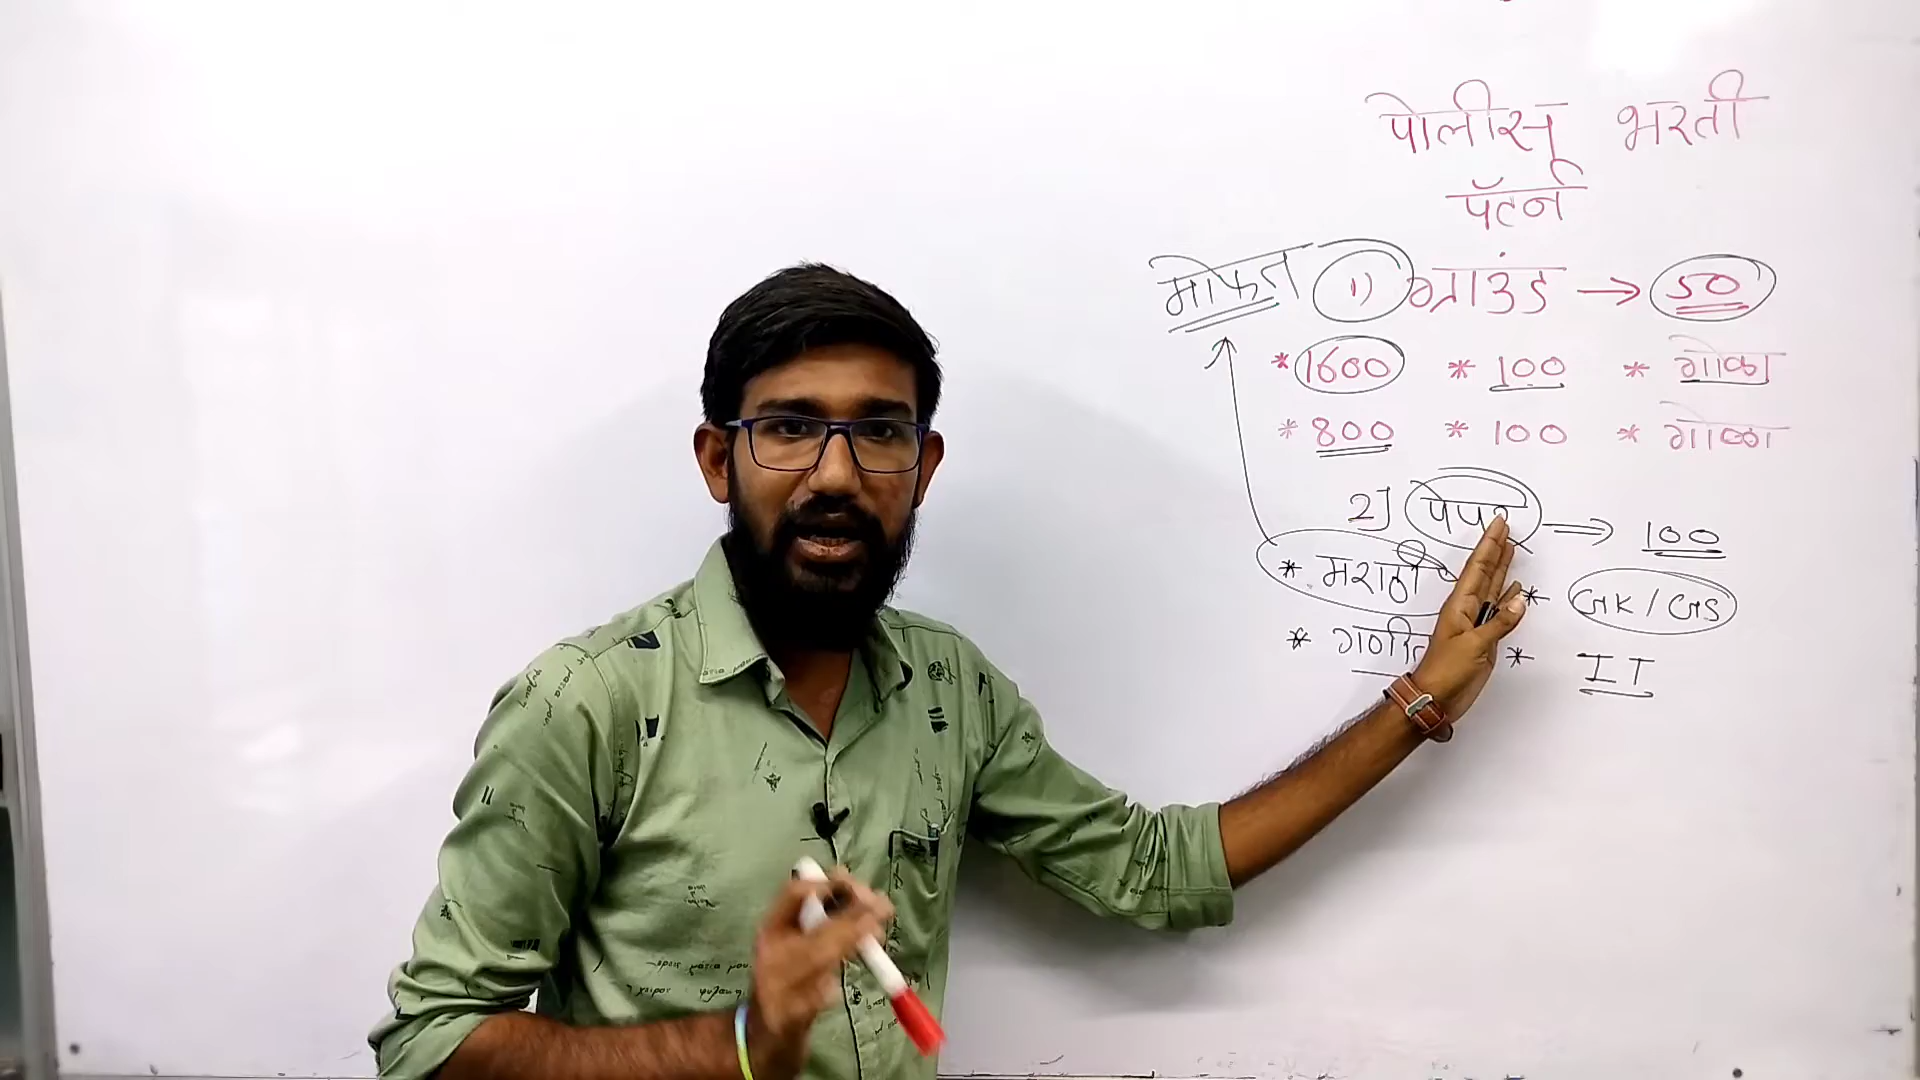 पोलीस भरती
पॅटर्न
मोफत 1) ग्राउंड → 50
* 1600 * 100 * गोळा
* 800 * 100 * गोळा
2] पेपर → 100
* मराठी * GK / GS
* गणित * IT